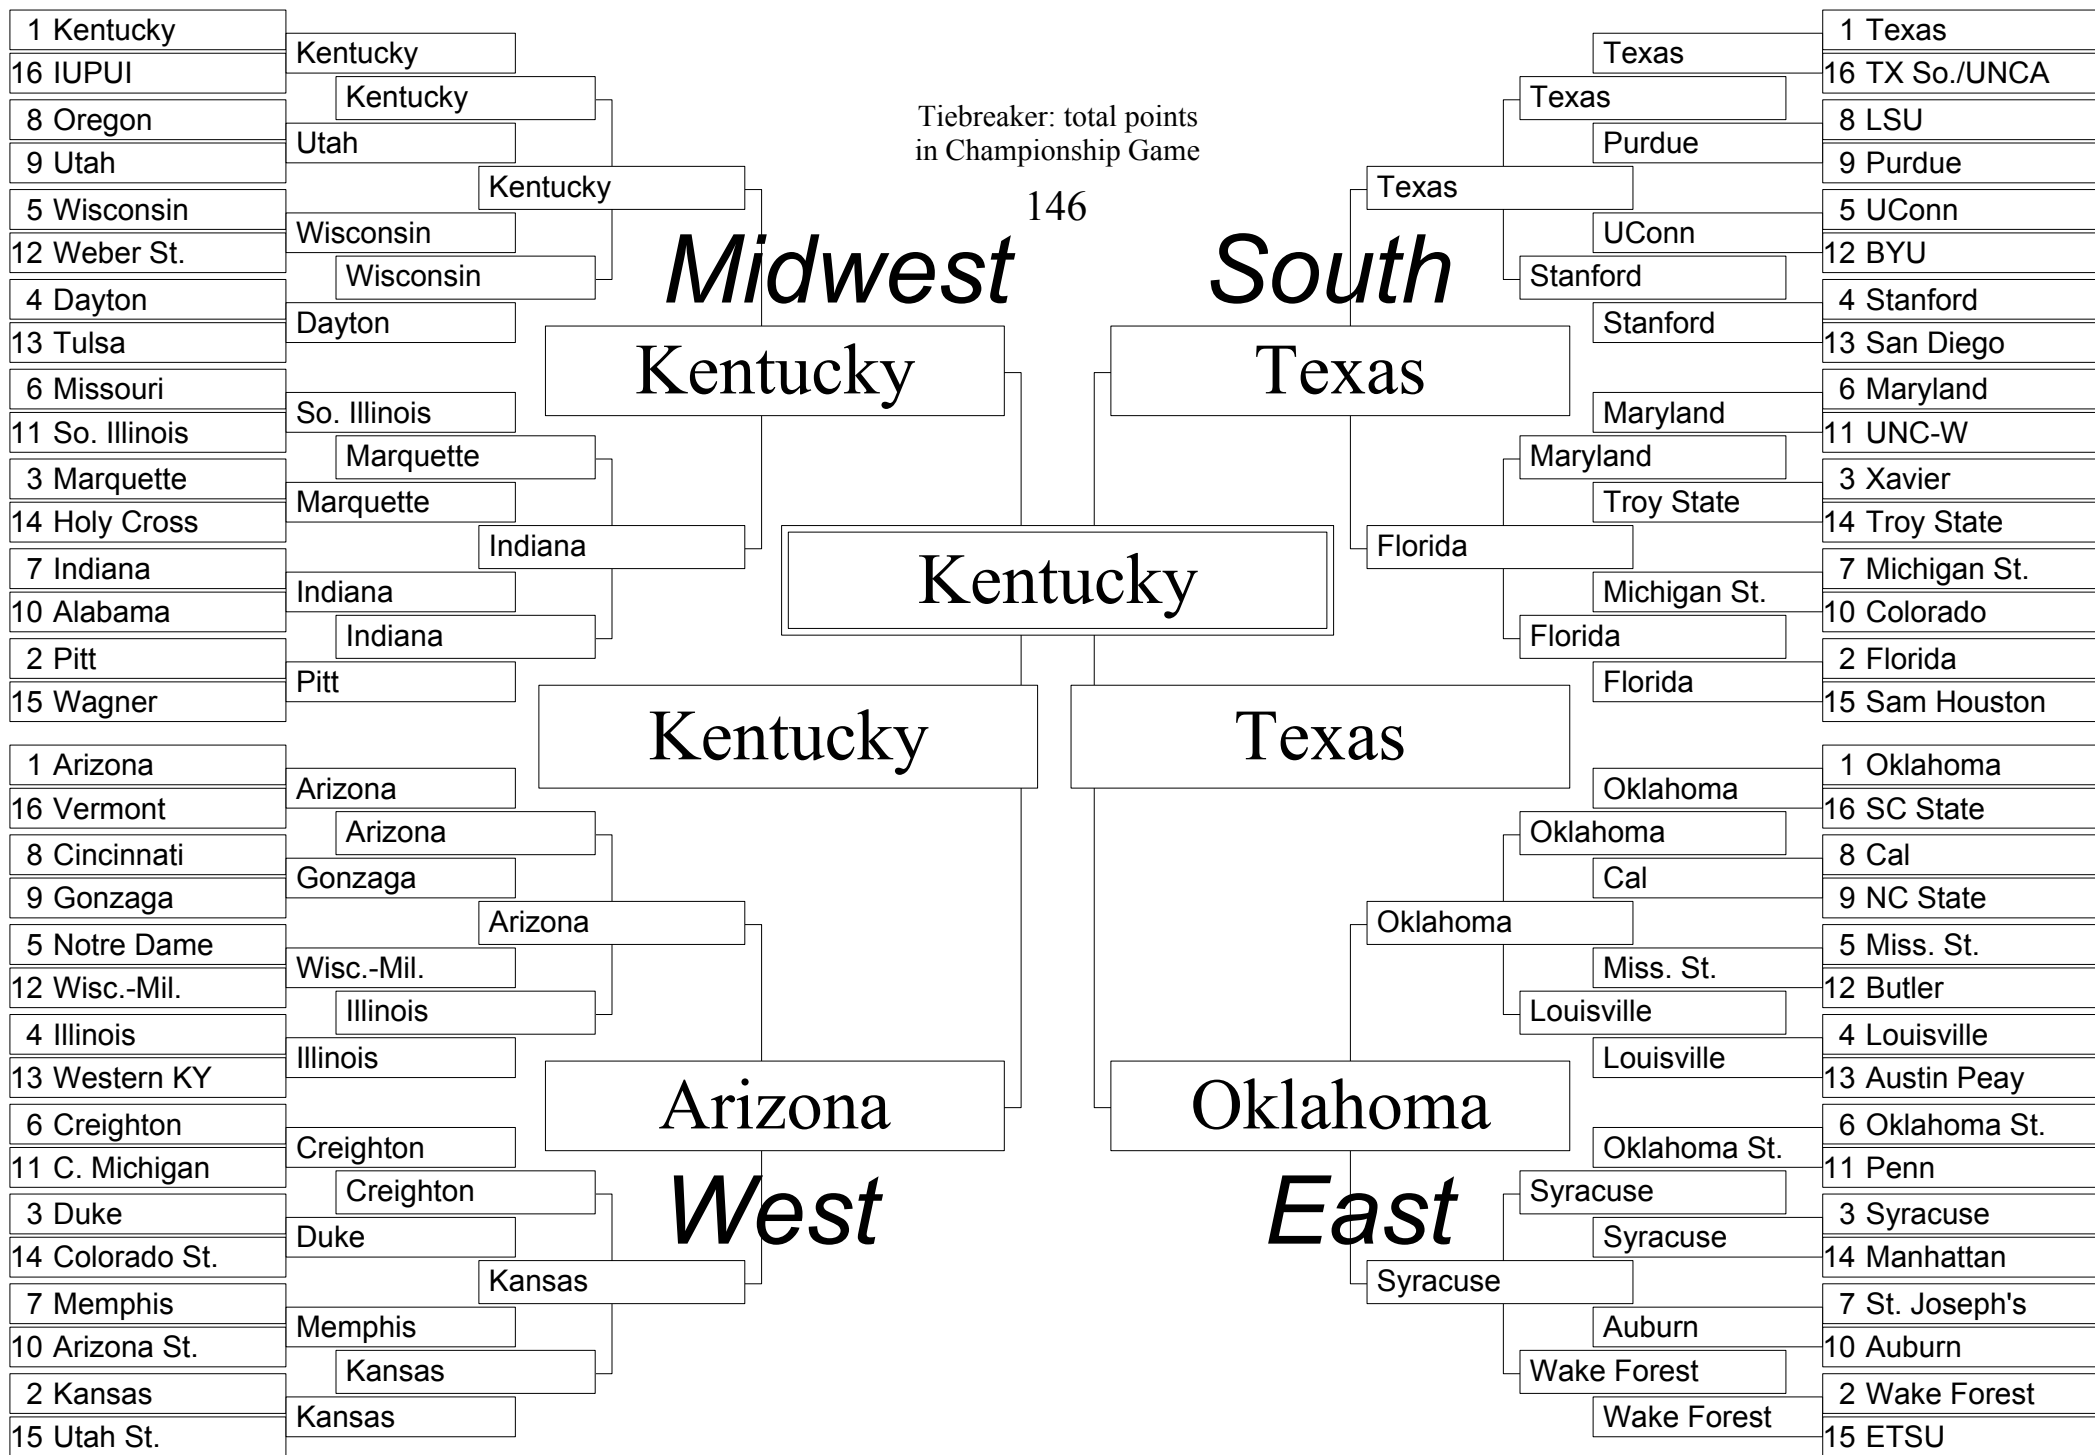 1 Kentucky
16 IUPUI
8 Oregon
9 Utah
5 Wisconsin
12 Weber St.
4 Dayton
13 Tulsa
6 Missouri
11 So. Illinois
3 Marquette
14 Holy Cross
7 Indiana
10 Alabama
2 Pitt
15 Wagner
Kentucky
Utah
Wisconsin
Dayton
So. Illinois
Marquette
Indiana
Pitt
Kentucky
Wisconsin
Marquette
Indiana
Kentucky
Indiana
Midwest
Kentucky
1 Arizona
16 Vermont
8 Cincinnati
9 Gonzaga
5 Notre Dame
12 Wisc.-Mil.
4 Illinois
13 Western KY
6 Creighton
11 C. Michigan
3 Duke
14 Colorado St.
7 Memphis
10 Arizona St.
2 Kansas
15 Utah St.
Arizona
Gonzaga
Wisc.-Mil.
Illinois
Creighton
Duke
Memphis
Kansas
Arizona
Illinois
Creighton
Kansas
Arizona
Kansas
Arizona
West
Tiebreaker: total points
in Championship Game
146
Kentucky
Kentucky
Texas
South
Texas
Texas
Florida
Texas
Stanford
Maryland
Florida
Texas
Purdue
UConn
Stanford
Maryland
Troy State
Michigan St.
Florida
1 Texas
16 TX So./UNCA
8 LSU
9 Purdue
5 UConn
12 BYU
4 Stanford
13 San Diego
6 Maryland
11 UNC-W
3 Xavier
14 Troy State
7 Michigan St.
10 Colorado
2 Florida
15 Sam Houston
Oklahoma
East
Oklahoma
Syracuse
Oklahoma
Louisville
Syracuse
Wake Forest
Oklahoma
Cal
Miss. St.
Louisville
Oklahoma St.
Syracuse
Auburn
Wake Forest
1 Oklahoma
16 SC State
8 Cal
9 NC State
5 Miss. St.
12 Butler
4 Louisville
13 Austin Peay
6 Oklahoma St.
11 Penn
3 Syracuse
14 Manhattan
7 St. Joseph's
10 Auburn
2 Wake Forest
15 ETSU